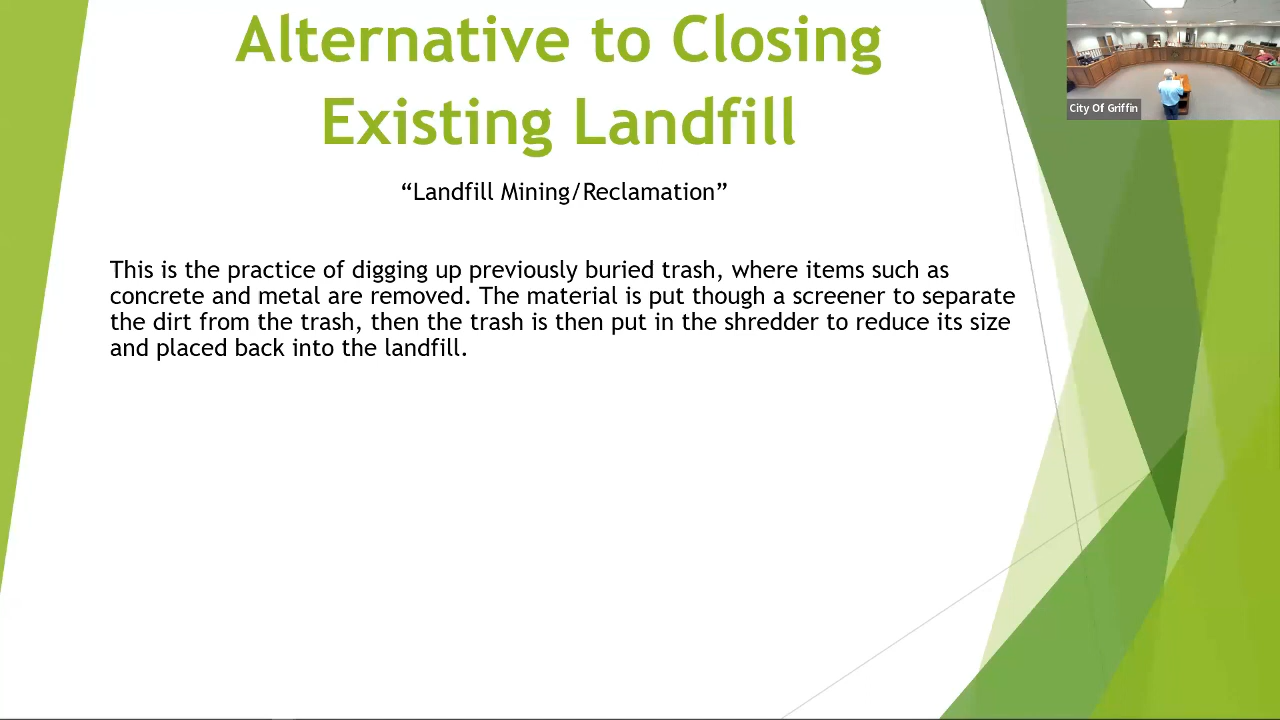 Alternative to Closing
Existing Landfill
“Landfill Mining/Reclamation”
This is the practice of digging up previously buried trash, where items such as
concrete and metal are removed. The material is put though a screener to separate
the dirt from the trash, then the trash is then put in the shredder to reduce its size
and placed back into the landfill.
City Of Griffin